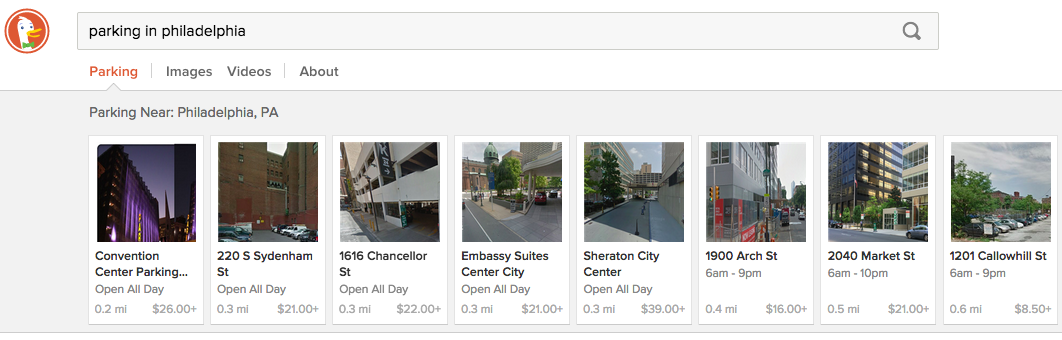 parking in philadelphia
Parking
Images
Videos
About
Parking Near: Philadelphia, PA
Convention
Center Parking...
Open All Day
0.2 mi $26.00+
220 S Sydenham
St
Open All Day
0.3 mi $21.00+
1616 Chancellor
St
Open All Day
0.3 mi $22.00+
Embassy Suites
Center City
Open All Day
0.3 mi $21.00+
Sheraton City
Center
Open All Day
0.3 mi $39.00+
1900 Arch St
6am - 9pm
0.4 mi $16.00+
2040 Market St
6am - 10pm
0.5 mi $21.00+
1201 Callowhill St
6am - 9pm
0.6 mi $8.50+